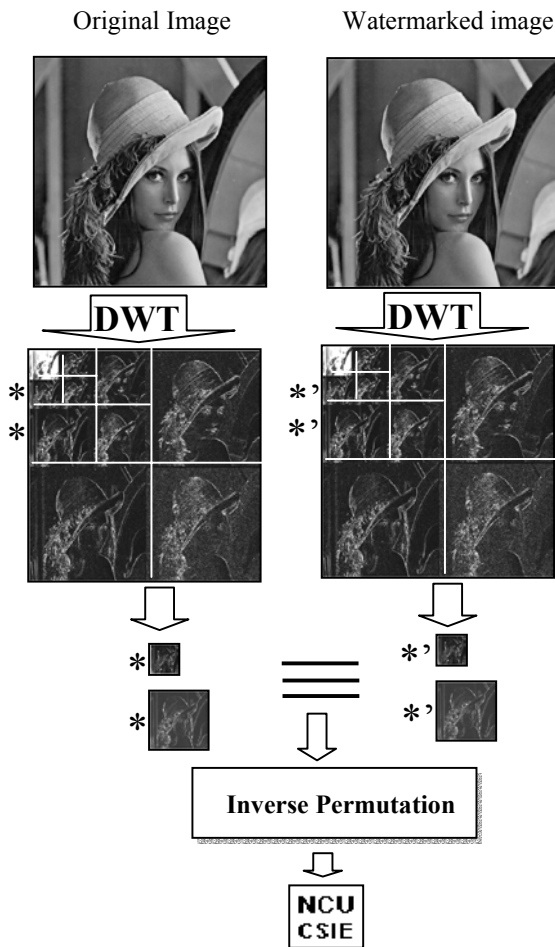 Original Image
Watermarked image
DWT
DWT
*
*'
*
*'
*
*'
*
*'
Inverse Permutation
NCU
CSIE